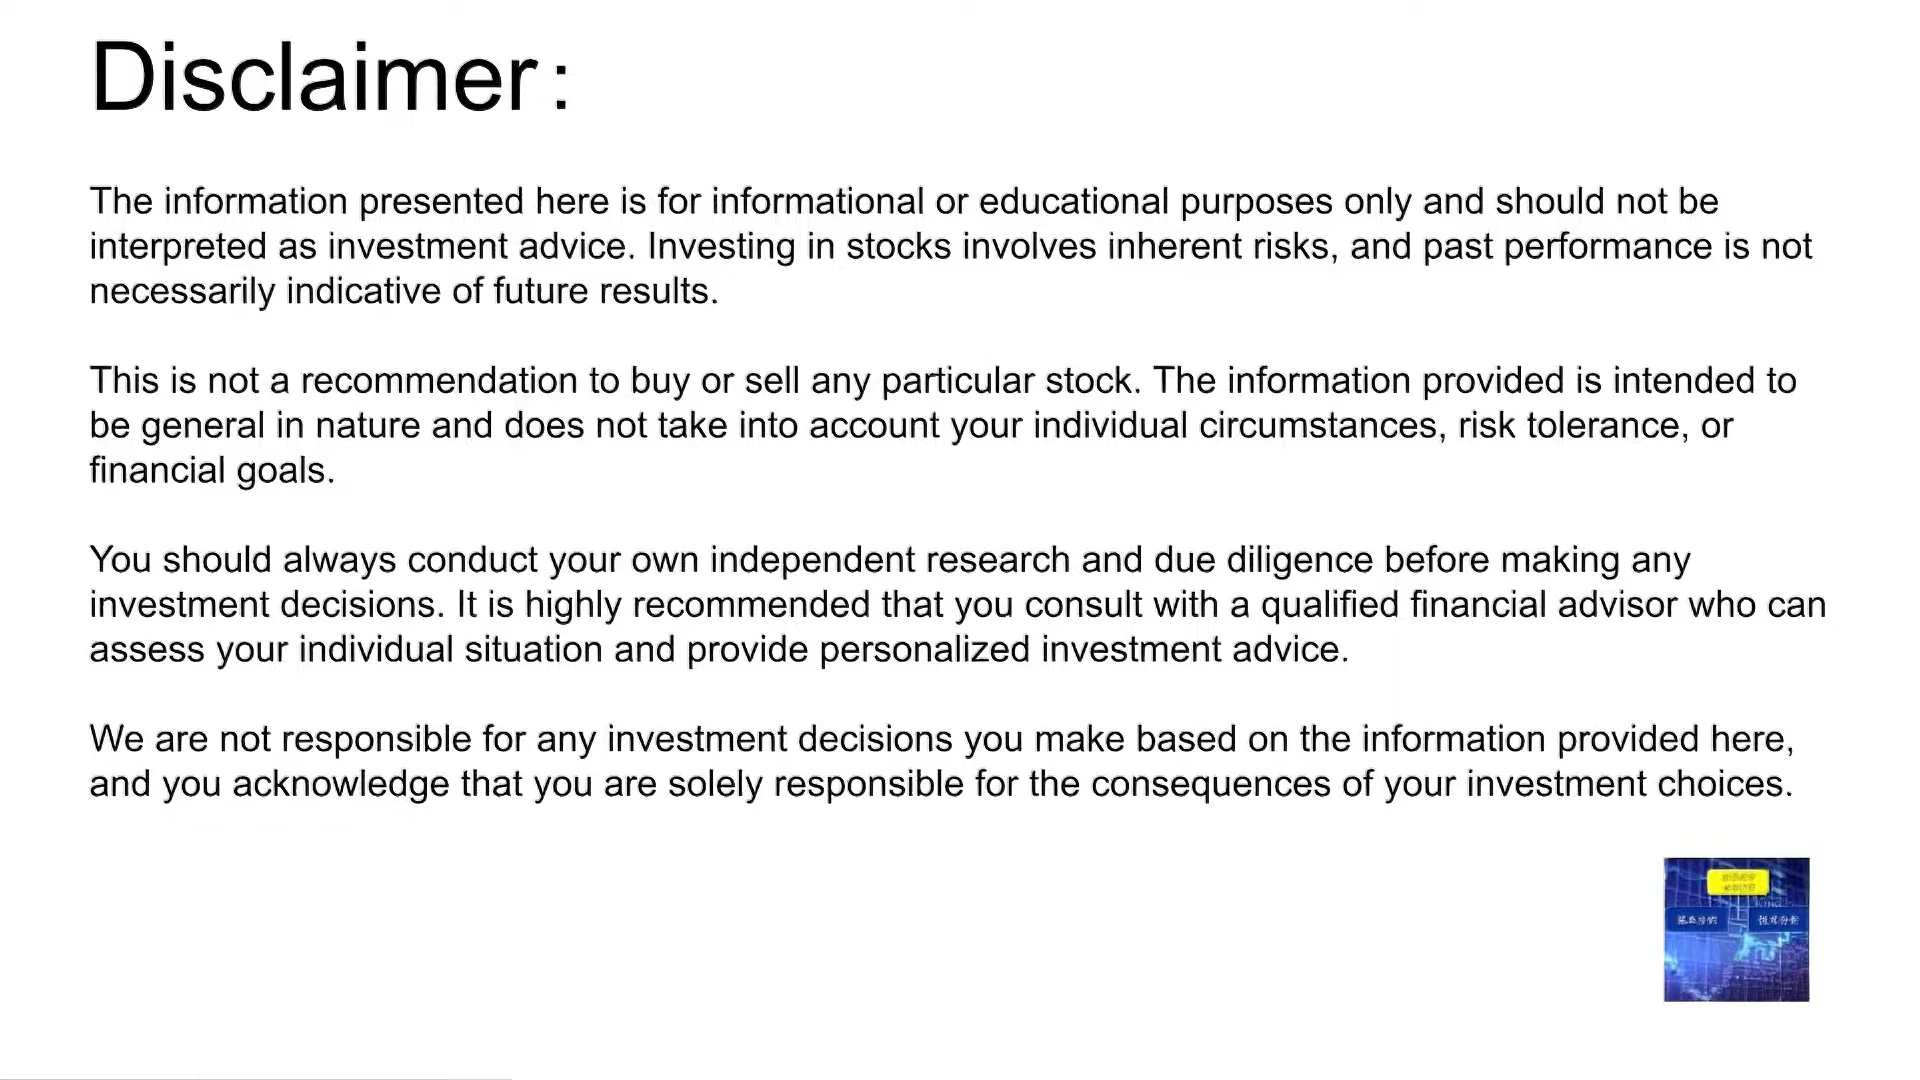 Disclaimer:
The information presented here is for informational or educational purposes only and should not be
interpreted as investment advice. Investing in stocks involves inherent risks, and past performance is not
necessarily indicative of future results.
This is not a recommendation to buy or sell any particular stock. The information provided is intended to
be general in nature and does not take into account your individual circumstances, risk tolerance, or
financial goals.
You should always conduct your own independent research and due diligence before making any
investment decisions. It is highly recommended that you consult with a qualified financial advisor who can
assess your individual situation and provide personalized investment advice.
We are not responsible for any investment decisions you make based on the information provided here,
and you acknowledge that you are solely responsible for the consequences of your investment choices.